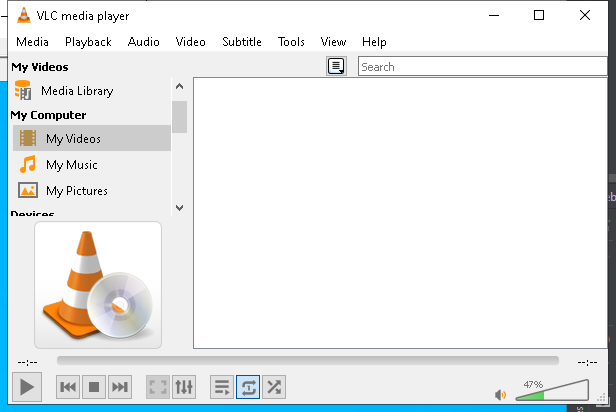 VLC media player
Media Playback Audio Video Subtitle Tools View Help
My Videos
Search
Media Library
My Computer
My Videos
My Music
My Pictures
Devices
--:--
--:--
47%